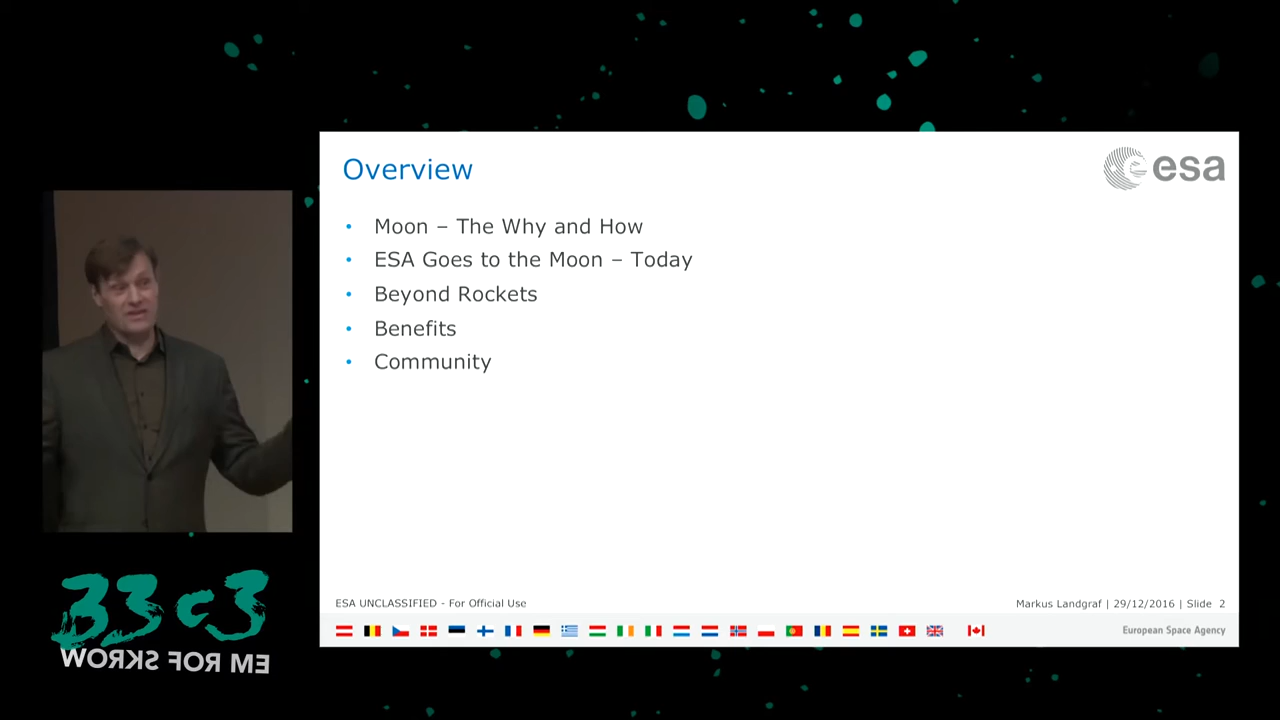 Overview
esa
• Moon – The Why and How
• ESA Goes to the Moon – Today
• Beyond Rockets
• Benefits
• Community
ESA UNCLASSIFIED - For Official Use
Markus Landgraf | 29/12/2016 | Slide 2
European Space Agency
33c3
WORKS FOR ME